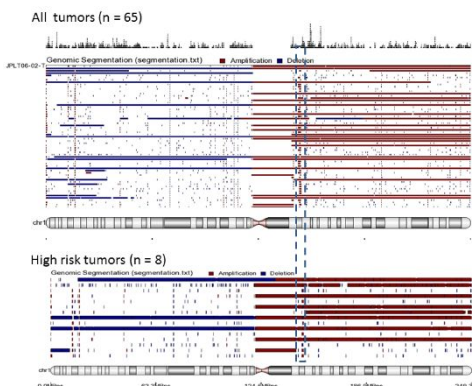 All tumors (n = 65)
Genomic Segmentation (segmentation.txt) Amplification Deletion
JPLT06-02-T
chr1
High risk tumors (n = 8)
Genomic Segmentation (segmentation.txt) Amplification Deletion
chr1